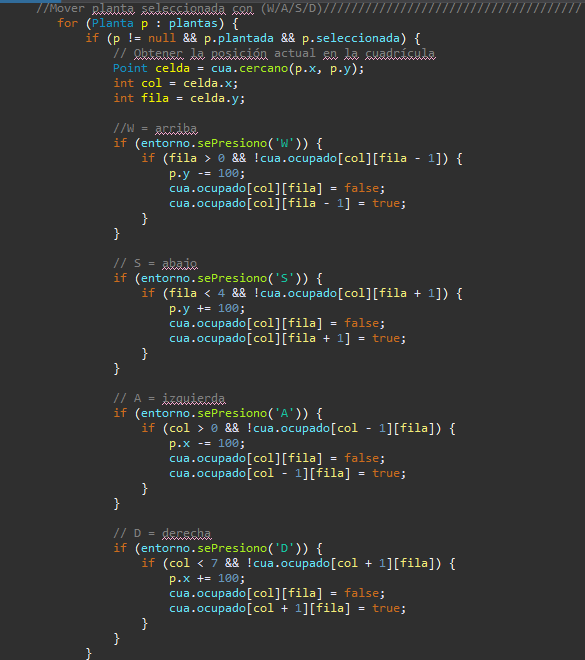 //Mover planta seleccionada con (W/A/S/D)/////////////////////////////////////
for (Planta p : plantas) {
if (p != null && p.plantada && p.seleccionada) {
// Obtener la posición actual en la cuadrícula
Point celda = cua.cercano(p.x, p.y);
int col = celda.x;
int fila = celda.y;
//W = arriba
if (entorno.sePresiono('W')) {
if (fila > 0 && !cua.ocupado[col][fila - 1]) {
p.y -= 100;
cua.ocupado[col][fila] = false;
cua.ocupado[col][fila - 1] = true;
}
}
// S = abajo
if (entorno.sePresiono('S')) {
if (fila < 4 && !cua.ocupado[col][fila + 1]) {
p.y += 100;
cua.ocupado[col][fila] = false;
cua.ocupado[col][fila + 1] = true;
}
}
// A = izquierda
if (entorno.sePresiono('A')) {
if (col > 0 && !cua.ocupado[col - 1][fila]) {
p.x -= 100;
cua.ocupado[col][fila] = false;
cua.ocupado[col - 1][fila] = true;
}
}
// D = derecha
if (entorno.sePresiono('D')) {
if (col < 7 && !cua.ocupado[col + 1][fila]) {
p.x += 100;
cua.ocupado[col][fila] = false;
cua.ocupado[col + 1][fila] = true;
}
}
}